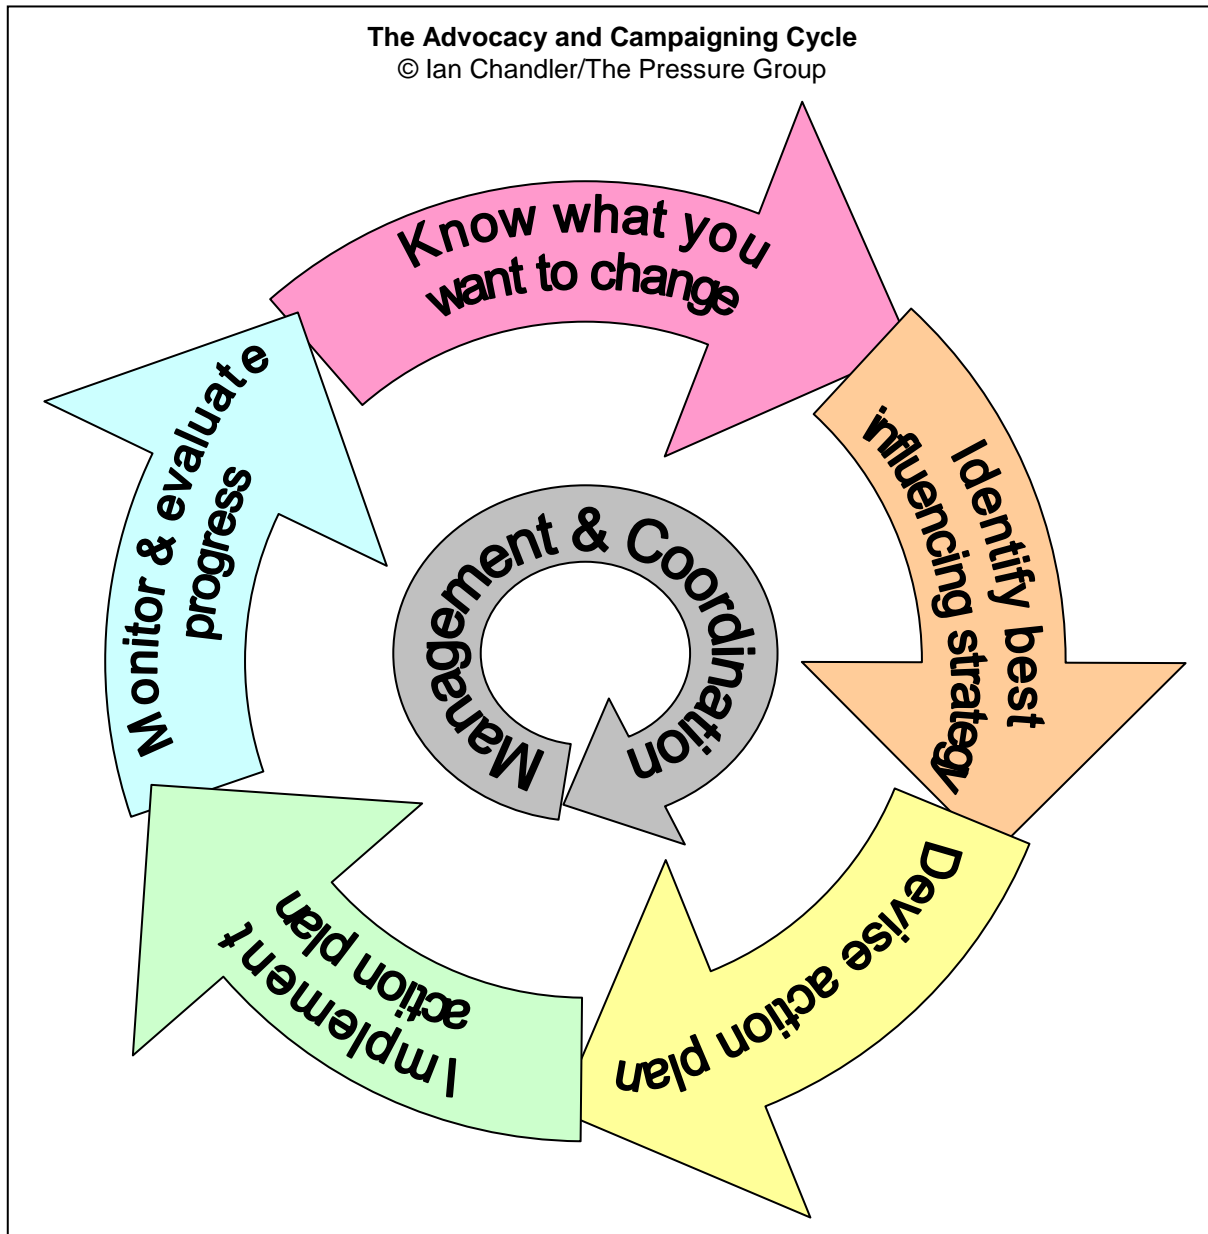 The Advocacy and Campaigning Cycle
© Ian Chandler/The Pressure Group
Know what you
want to change
Identify best
influencing strategy
Devise action plan
Implement
action plan
Monitor & evaluate
progress
Management & Coordination